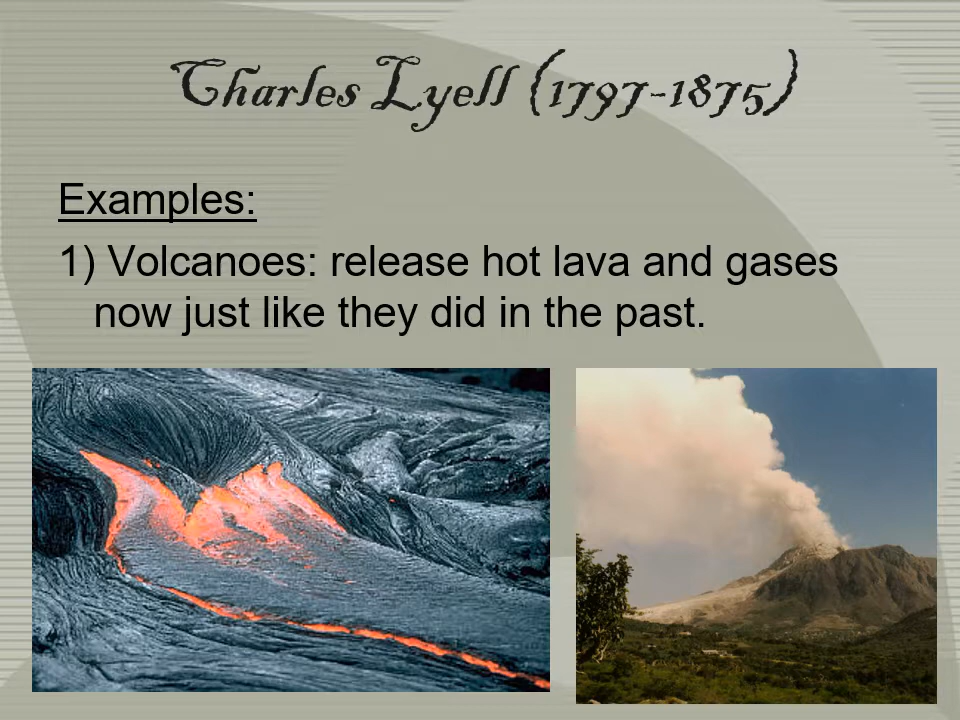 Charles Lyell (1797-1875)
Examples:
1) Volcanoes: release hot lava and gases
now just like they did in the past.